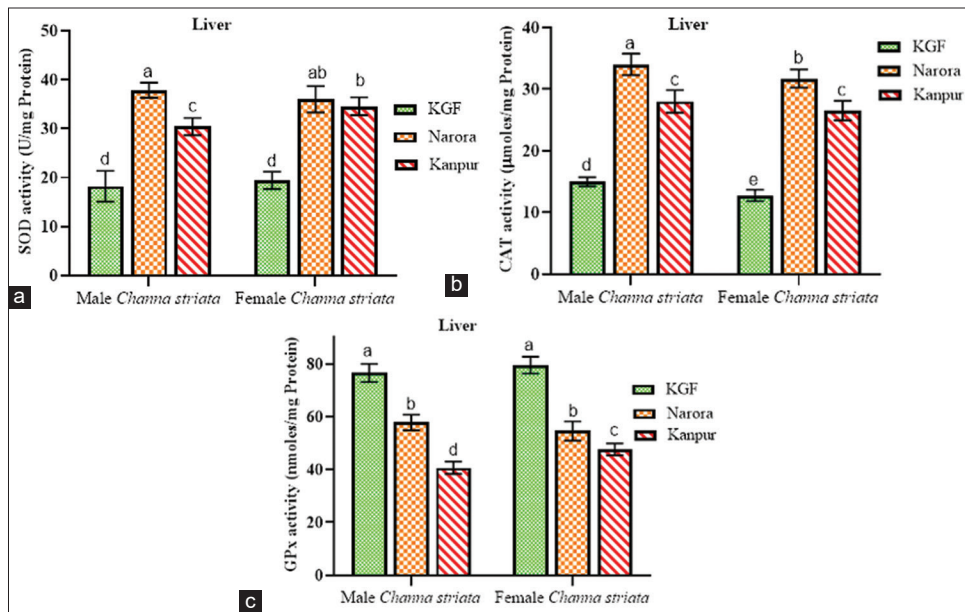 Liver
SOD activity (U/mg Protein)
50
40
30
20
10
0
d
a
c
d
ab
b
KGF
Narora
Kanpur
Male Channa striata
Female Channa striata
a
Liver
CAT activity (μmoles/mg Protein)
40
30
20
10
0
d
a
c
e
b
c
KGF
Narora
Kanpur
Male Channa striata
Female Channa striata
b
Liver
GPx activity (nmoles/mg Protein)
80
60
40
20
0
a
b
d
a
b
c
KGF
Narora
Kanpur
Male Channa striata
Female Channa striata
c